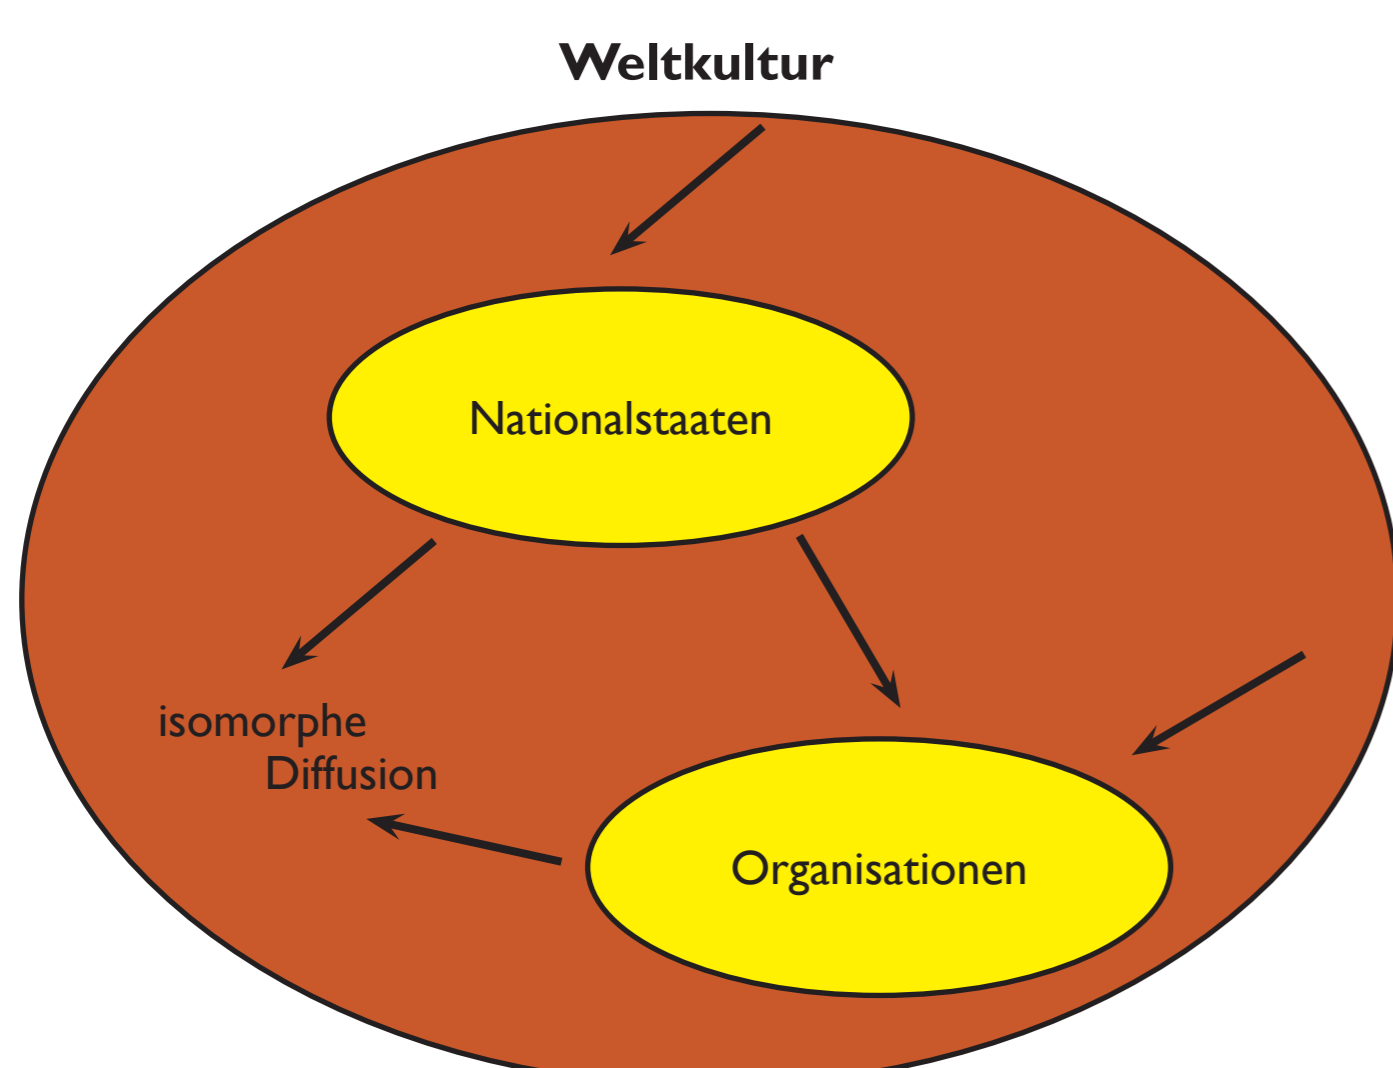 Weltkultur
Nationalstaaten
isomorphe
Diffusion
Organisationen